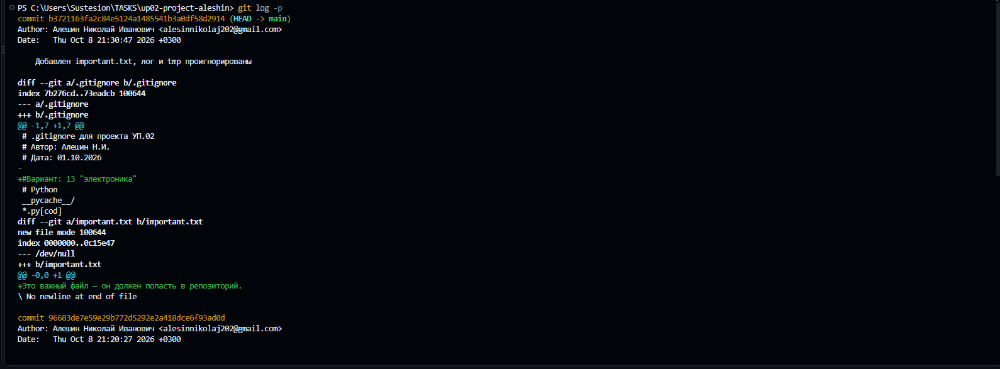 PS C:\Users\Sustesion\TASKS\up02-project-aleshin> git log -p
commit b3721163fa2c84e5124a1485541b3a0df58d2914 (HEAD -> main)
Author: Алешин Николай Иванович <alesinnikolaj202@gmail.com>
Date:   Thu Oct 8 21:30:47 2026 +0300

    Добавлен important.txt, лог и tmp проигнорированы

diff --git a/.gitignore b/.gitignore
index 7b276cd..73eadcb 100644
--- a/.gitignore
+++ b/.gitignore
@@ -1,7 +1,7 @@
 # .gitignore для проекта УП.02
 # Автор: Алешин Н.И.
 # Дата: 01.10.2026
-
+#Вариант: 13 "электроника"
 # Python
 __pycache__/
 *.py[cod]
diff --git a/important.txt b/important.txt
new file mode 100644
index 0000000..0c15e47
--- /dev/null
+++ b/important.txt
@@ -0,0 +1 @@
+Это важный файл — он должен попасть в репозиторий.
\ No newline at end of file

commit 96683de7e59e29b772d5292e2a418dce6f93ad0d
Author: Алешин Николай Иванович <alesinnikolaj202@gmail.com>
Date:   Thu Oct 8 21:20:27 2026 +0300